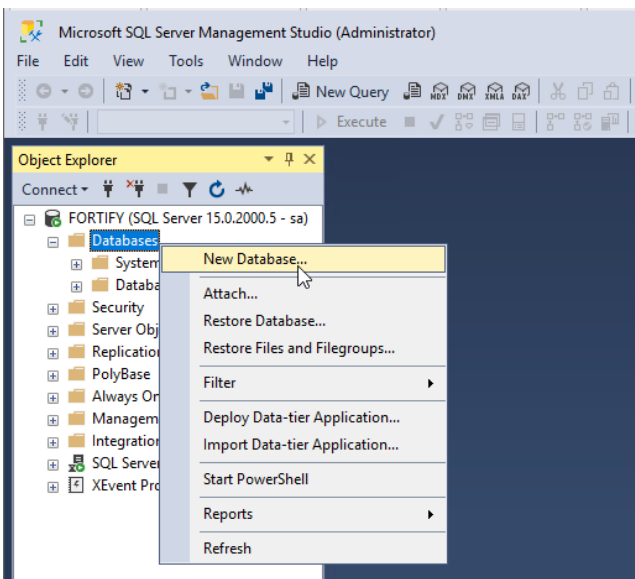 Microsoft SQL Server Management Studio (Administrator)
File Edit View Tools Window Help
New Query MDX DMX XMLA DAX
Execute
Object Explorer
Connect
FORTIFY (SQL Server 15.0.2000.5 - sa)
Databases
System
Databa
Security
Server Obj
Replication
PolyBase
Always On
Managem
Integration
SQL Server
XEvent Pro
New Database...
Attach...
Restore Database...
Restore Files and Filegroups...
Filter
Deploy Data-tier Application...
Import Data-tier Application...
Start PowerShell
Reports
Refresh